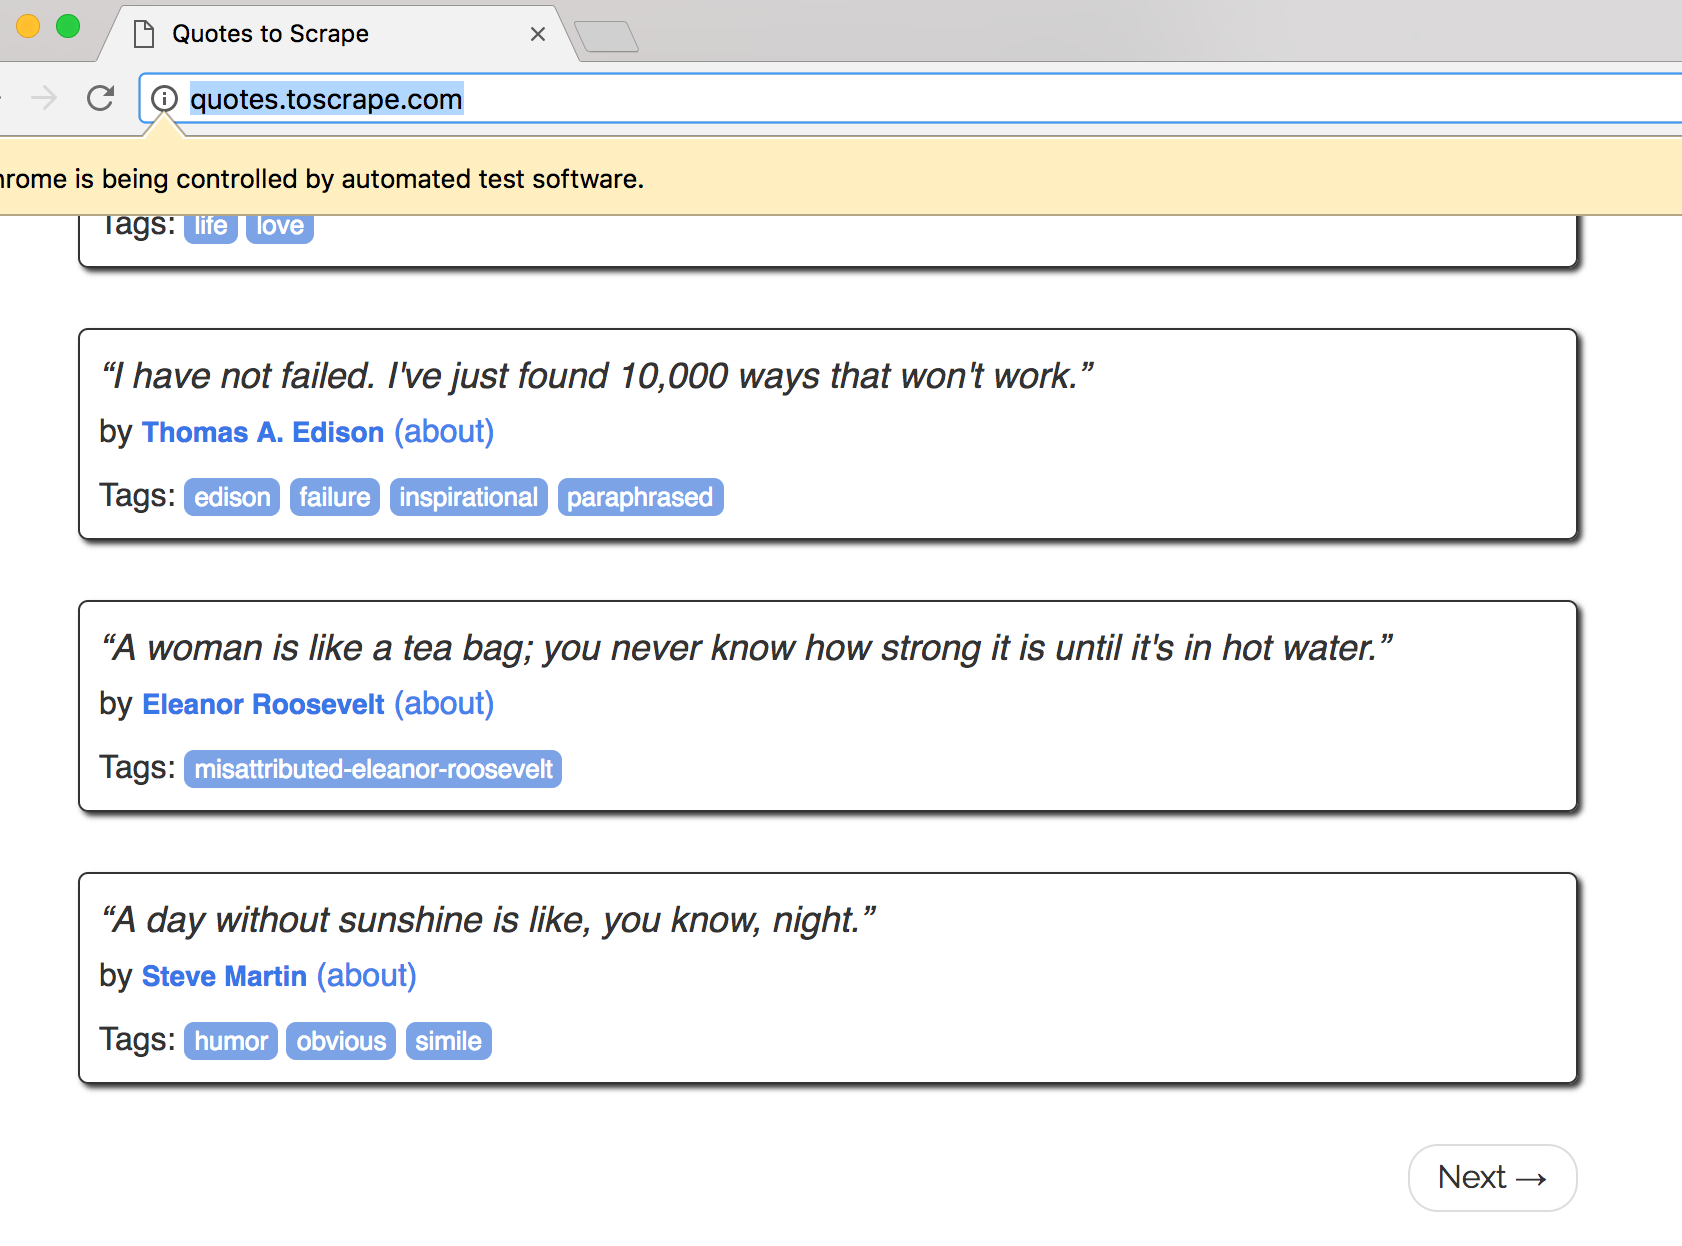 Quotes to Scrape
quotes.toscrape.com
is being controlled by automated test software.
Tags: life love
“I have not failed. I've just found 10,000 ways that won't work.”
by Thomas A. Edison (about)
Tags: edison failure inspirational paraphrased
“A woman is like a tea bag; you never know how strong it is until it's in hot water.”
by Eleanor Roosevelt (about)
Tags: misattributed-eleanor-roosevelt
“A day without sunshine is like, you know, night.”
by Steve Martin (about)
Tags: humor obvious simile
Next →